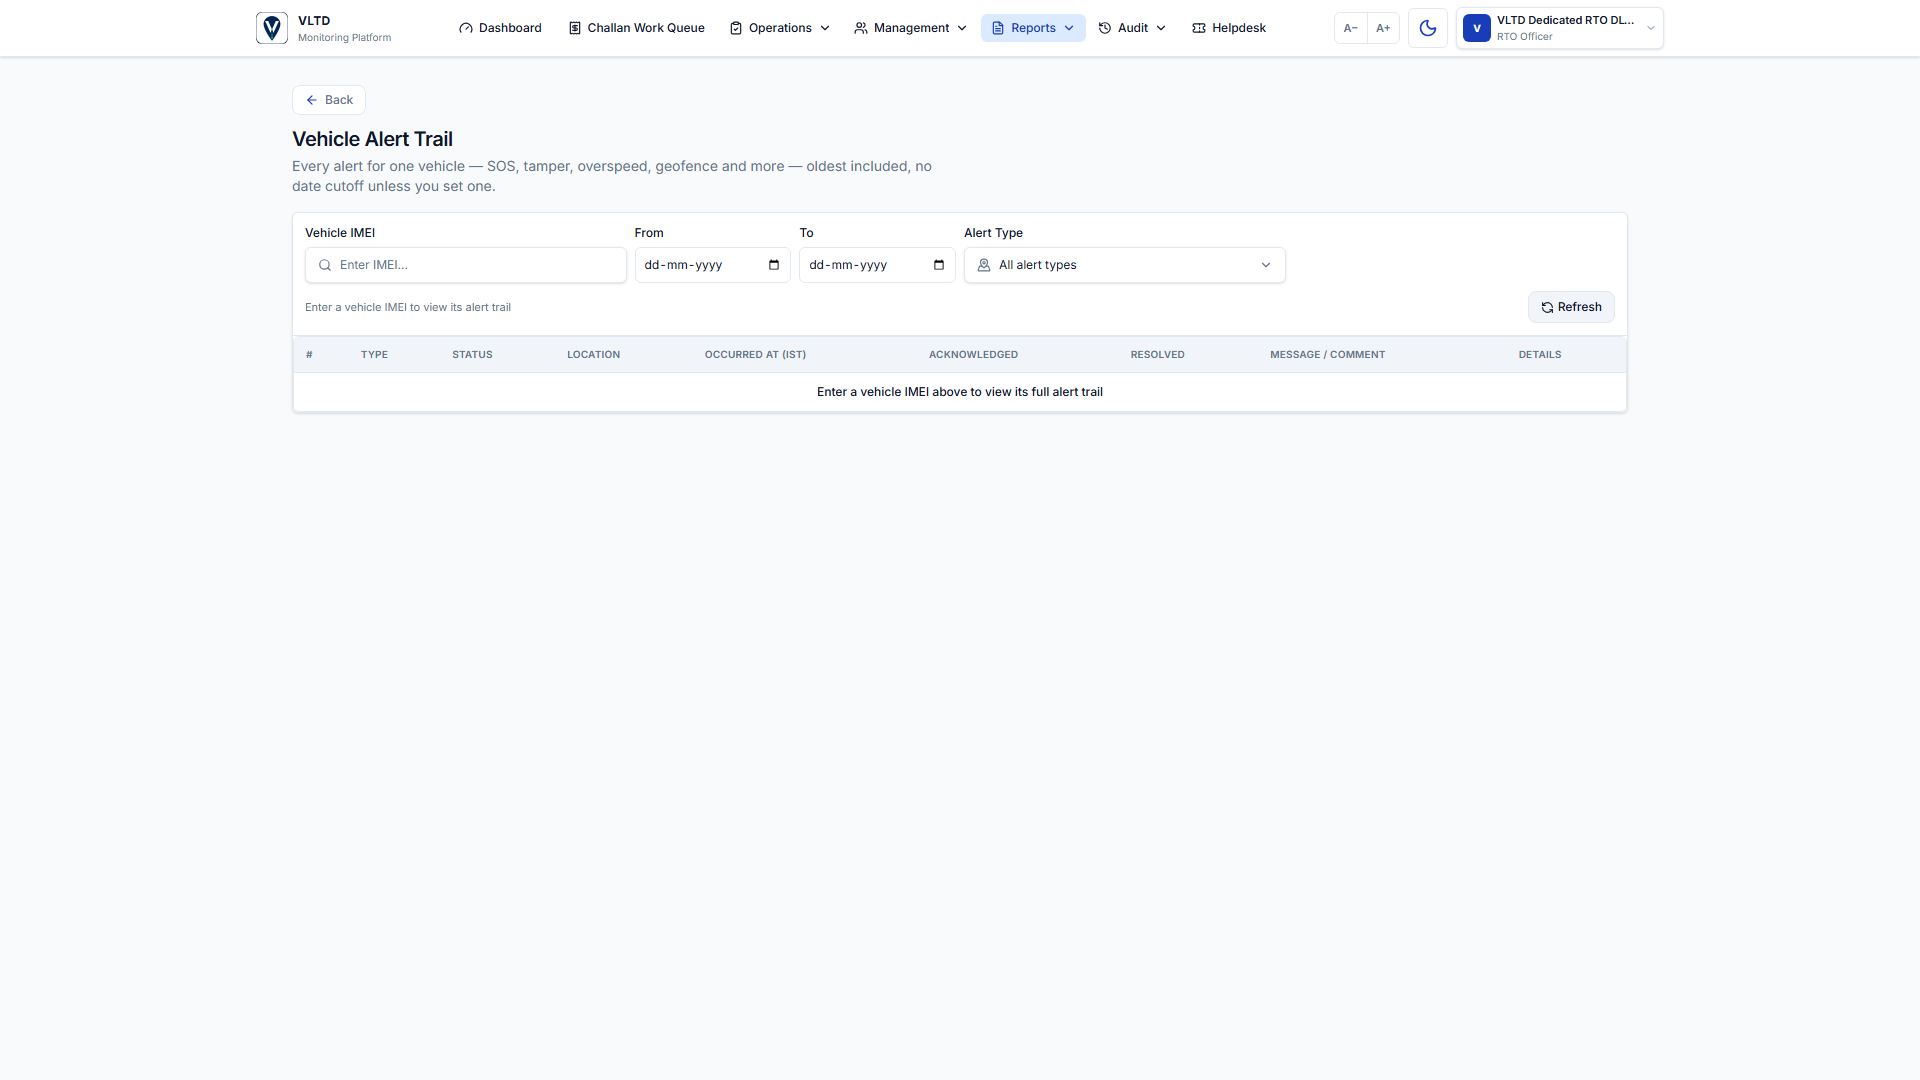 VLTD
Monitoring Platform
Dashboard
Challan Work Queue
Operations
Management
Reports
Audit
Helpdesk
A−
A+
V
VLTD Dedicated RTO DL...
RTO Officer
Back
Vehicle Alert Trail
Every alert for one vehicle — SOS, tamper, overspeed, geofence and more — oldest included, no
date cutoff unless you set one.
Vehicle IMEI
From
To
Alert Type
Enter IMEI...
dd-mm-yyyy
dd-mm-yyyy
All alert types
Enter a vehicle IMEI to view its alert trail
Refresh
# TYPE STATUS LOCATION OCCURRED AT (IST) ACKNOWLEDGED RESOLVED MESSAGE / COMMENT DETAILS
Enter a vehicle IMEI above to view its full alert trail